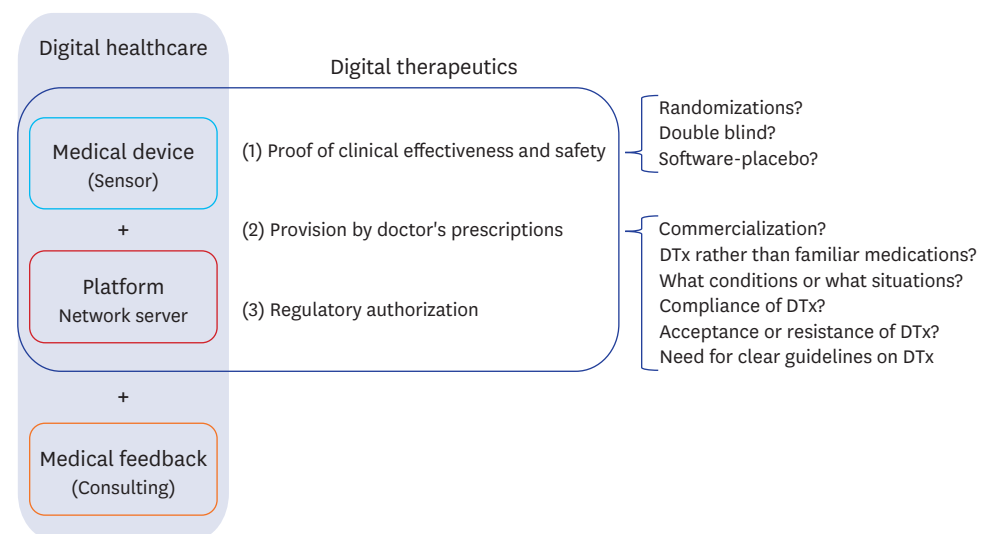 Digital healthcare
Digital therapeutics
Medical device
(Sensor)
+
Platform
Network server
+
Medical feedback
(Consulting)
(1) Proof of clinical effectiveness and safety
(2) Provision by doctor's prescriptions
(3) Regulatory authorization
Randomizations?
Double blind?
Software-placebo?
Commercialization?
DTx rather than familiar medications?
What conditions or what situations?
Compliance of DTx?
Acceptance or resistance of DTx?
Need for clear guidelines on DTx